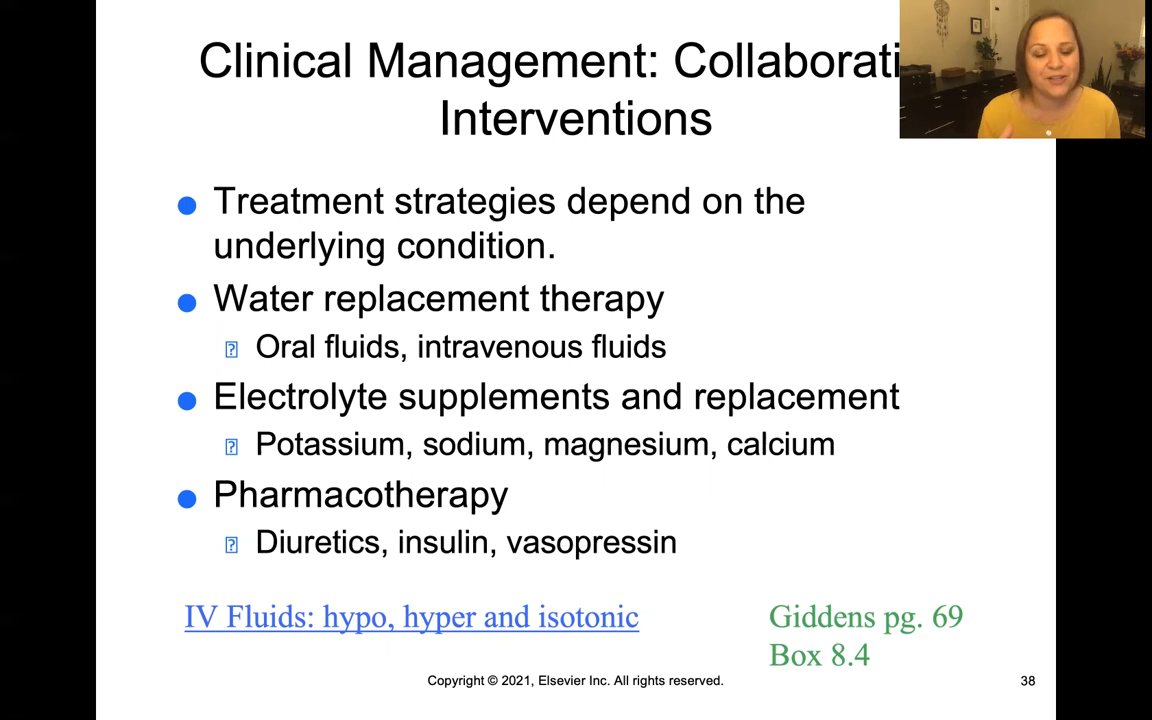 Clinical Management: Collaborati
Interventions
Treatment strategies depend on the
underlying condition.
Water replacement therapy
Oral fluids, intravenous fluids
Electrolyte supplements and replacement
Potassium, sodium, magnesium, calcium
Pharmacotherapy
Diuretics, insulin, vasopressin
IV Fluids: hypo, hyper and isotonic
Giddens pg. 69
Box 8.4
Copyright © 2021, Elsevier Inc. All rights reserved.
38